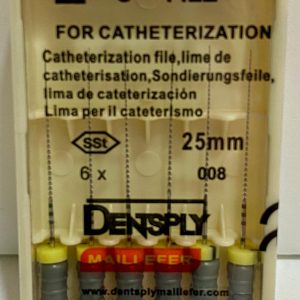 FOR CATHETERIZATION
Catheterization file, lime de
catheterisation, Sondierungsfeile,
lima de cateterización
Lima per il cateterismo
SSt
25mm
6 x
008
DENTSPLY
MAILLEFER
www.dentsplymaillefer.com